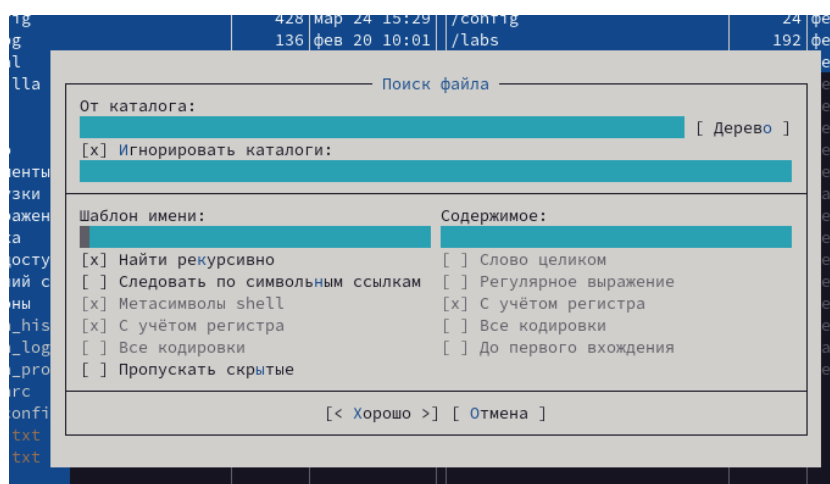 428 мар 24 15:29 /config 24
136 фев 20 10:01 /labs 192
Поиск файла
От каталога:
[ Дерево ]
[x] Игнорировать каталоги:
Шаблон имени:
Содержимое:
[x] Найти рекурсивно
[ ] Следовать по символьным ссылкам
[x] Метасимволы shell
[x] С учётом регистра
[ ] Все кодировки
[ ] Пропускать скрытые
[ ] Слово целиком
[ ] Регулярное выражение
[x] С учётом регистра
[ ] Все кодировки
[ ] До первого вхождения
[< Хорошо >] [ Отмена ]
txt
txt